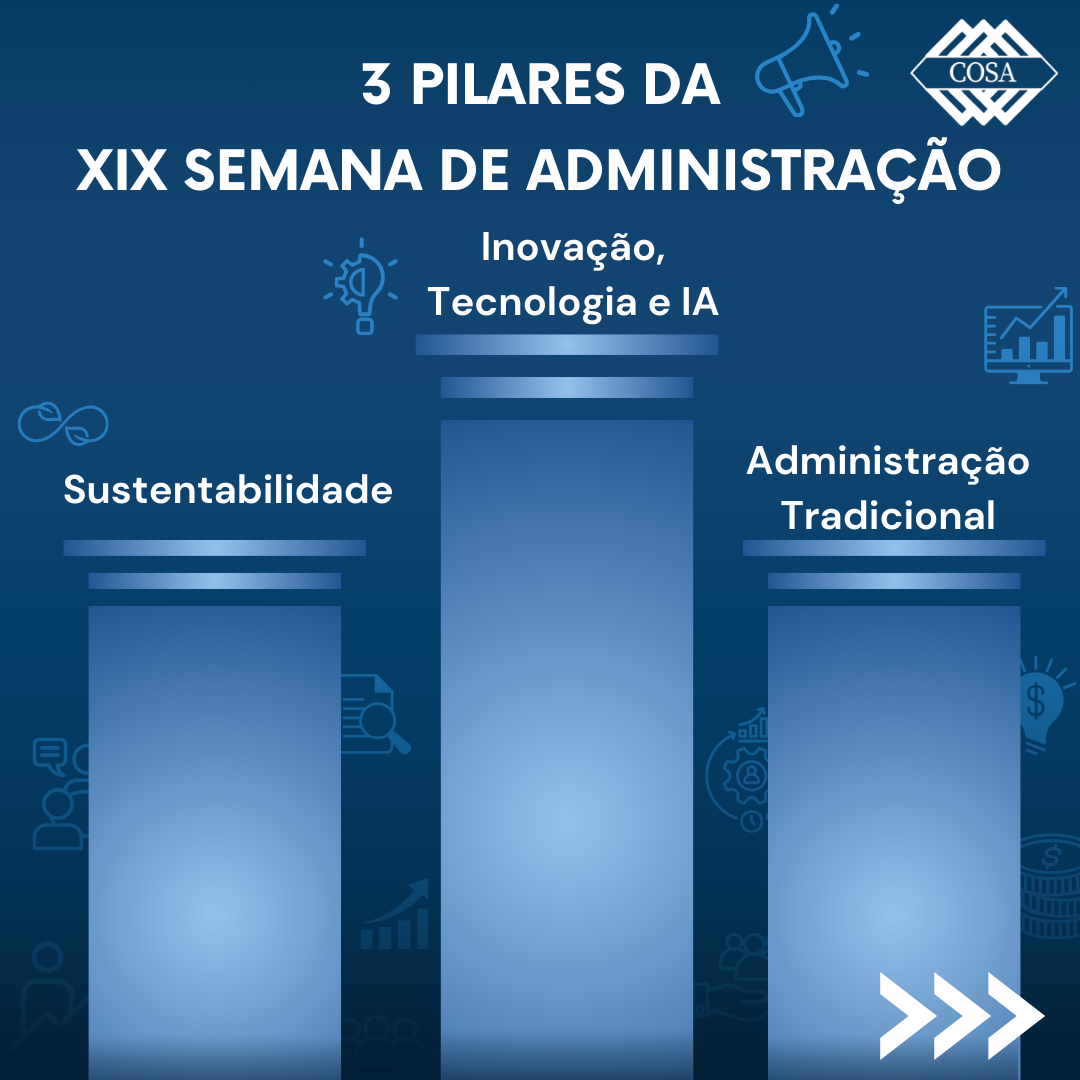 3 PILARES DA
COSA
XIX SEMANA DE ADMINISTRAÇÃO
Inovação,
Tecnologia e IA
Sustentabilidade
Administração
Tradicional
$
$